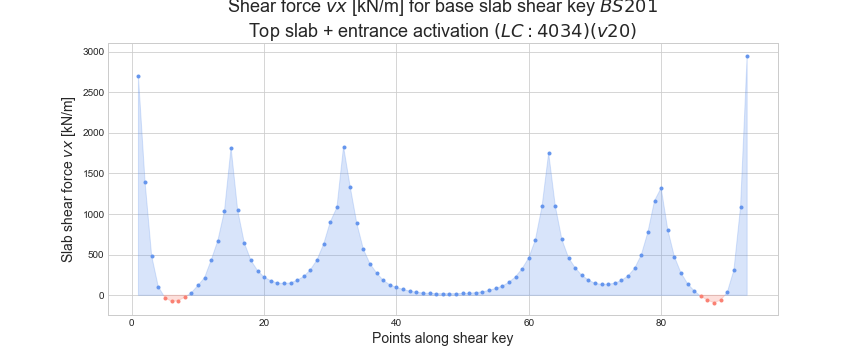 Shear force vx [kN/m] for base slab shear key BS201
Top slab + entrance activation (LC : 4034)(v20)
Slab shear force vx [kN/m]
3000
2500
2000
1500
1000
500
0
0 20 40 60 80
Points along shear key